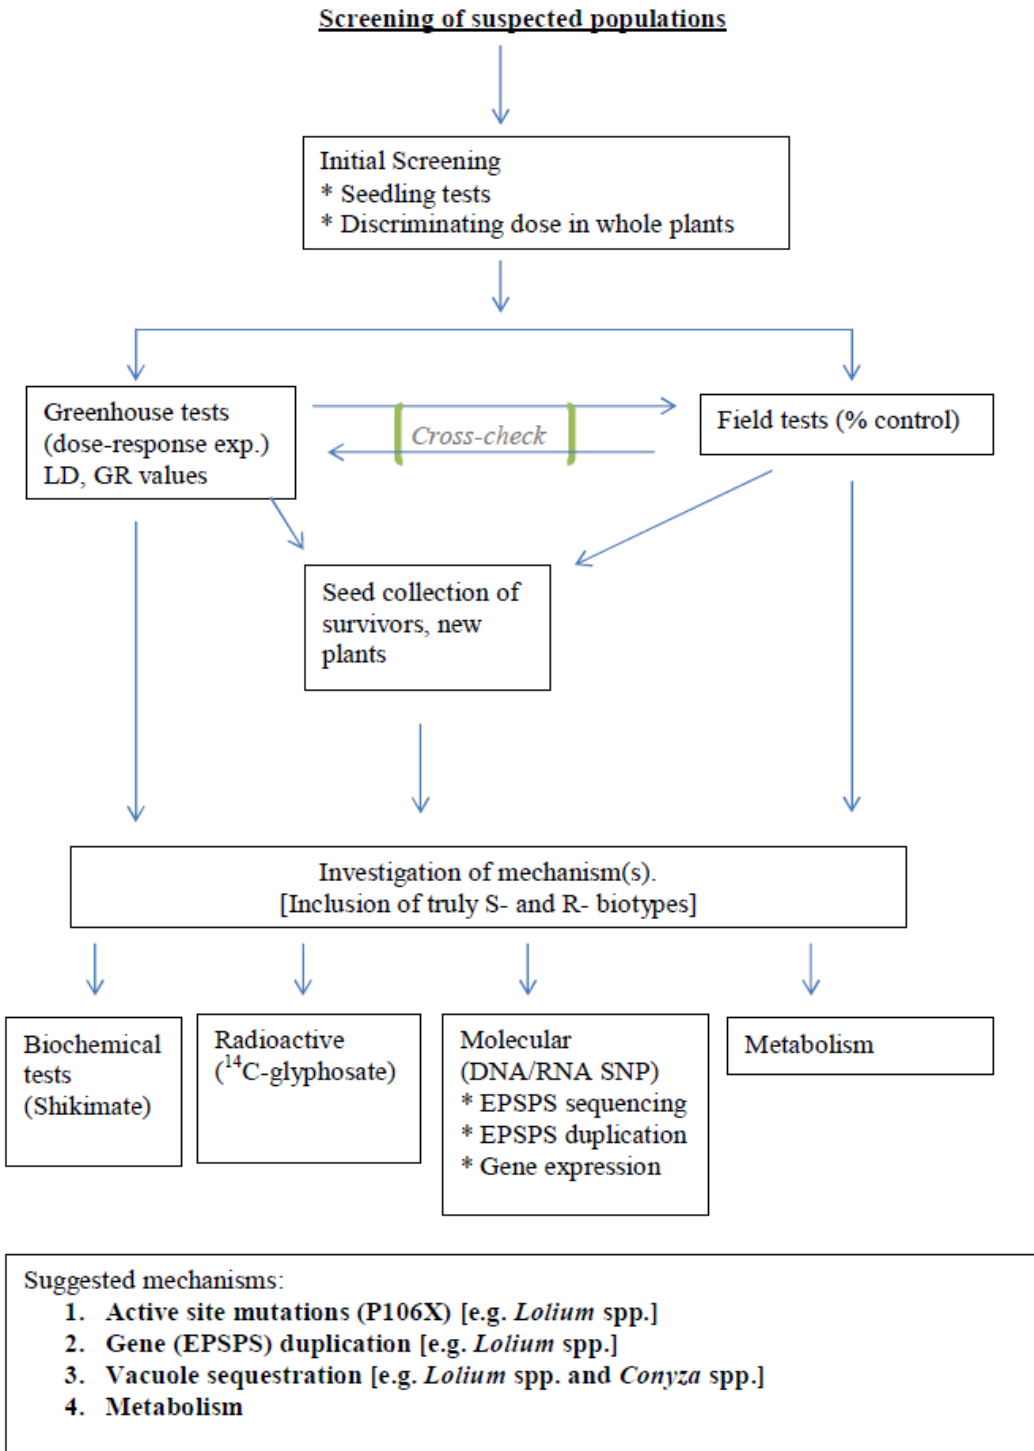 Screening of suspected populations
Initial Screening
* Seedling tests
* Discriminating dose in whole plants
Greenhouse tests
(dose-response exp.)
LD, GR values
Cross-check
Field tests (% control)
Seed collection of
survivors, new
plants
Investigation of mechanism(s).
[Inclusion of truly S- and R- biotypes]
Biochemical
tests
(Shikimate)
Radioactive
(¹⁴C-glyphosate)
Molecular
(DNA/RNA SNP)
* EPSPS sequencing
* EPSPS duplication
* Gene expression
Metabolism
Suggested mechanisms:
1. Active site mutations (P106X) [e.g. Lolium spp.]
2. Gene (EPSPS) duplication [e.g. Lolium spp.]
3. Vacuole sequestration [e.g. Lolium spp. and Conyza spp.]
4. Metabolism